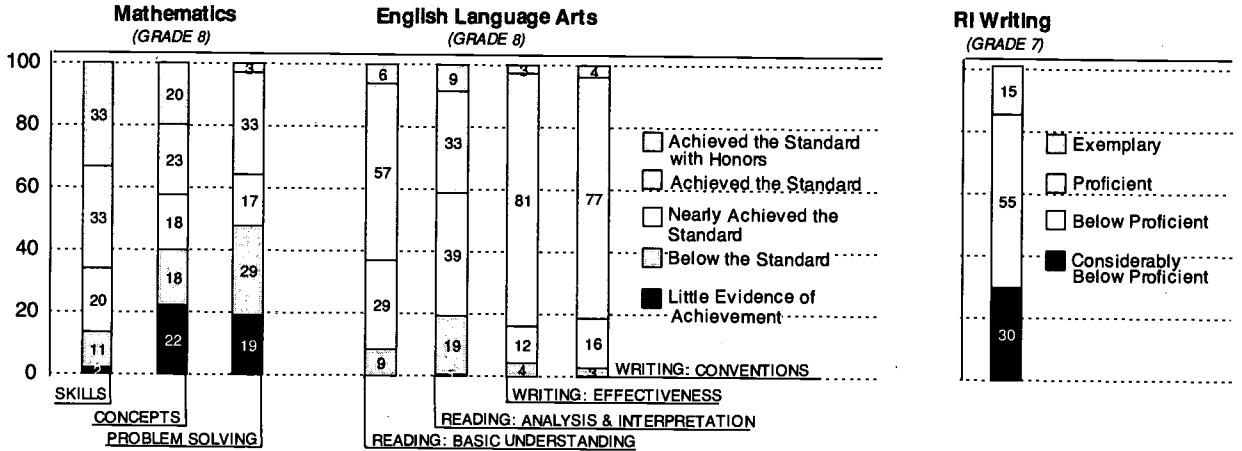 Mathematics
(GRADE 8)
English Language Arts
(GRADE 8)
RI Writing
(GRADE 7)
100
80
60
40
20
0
33
33
20
11
2
20
23
18
18
22
3
33
17
29
19
6
57
29
9
9
33
39
19
3
81
12
4
4
77
16
3
Achieved the Standard
with Honors
Achieved the Standard
Nearly Achieved the
Standard
Below the Standard
Little Evidence of
Achievement
15
55
30
Exemplary
Proficient
Below Proficient
Considerably
Below Proficient
SKILLS
CONCEPTS
PROBLEM SOLVING
WRITING: CONVENTIONS
WRITING: EFFECTIVENESS
READING: ANALYSIS & INTERPRETATION
READING: BASIC UNDERSTANDING